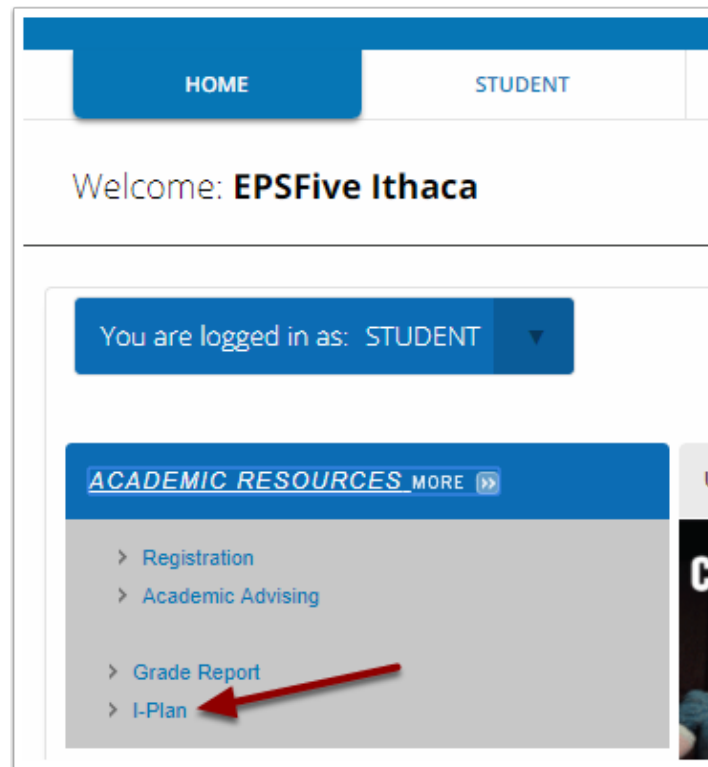 HOME STUDENT
Welcome: EPSFive Ithaca
You are logged in as: STUDENT
ACADEMIC RESOURCES MORE
Registration
Academic Advising
Grade Report
I-Plan